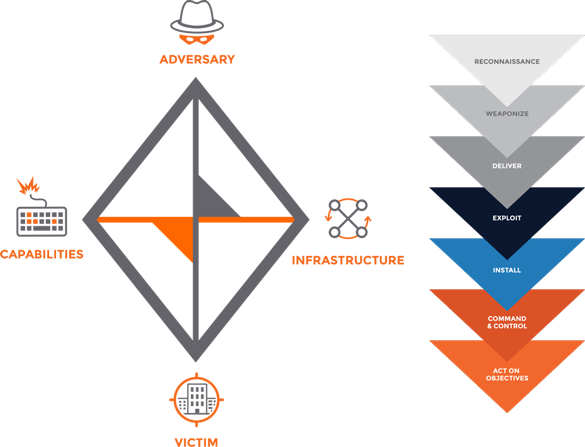 ADVERSARY
CAPABILITIES
INFRASTRUCTURE
VICTIM
RECONNAISSANCE
WEAPONIZE
DELIVER
EXPLOIT
INSTALL
COMMAND
& CONTROL
ACT ON
OBJECTIVES